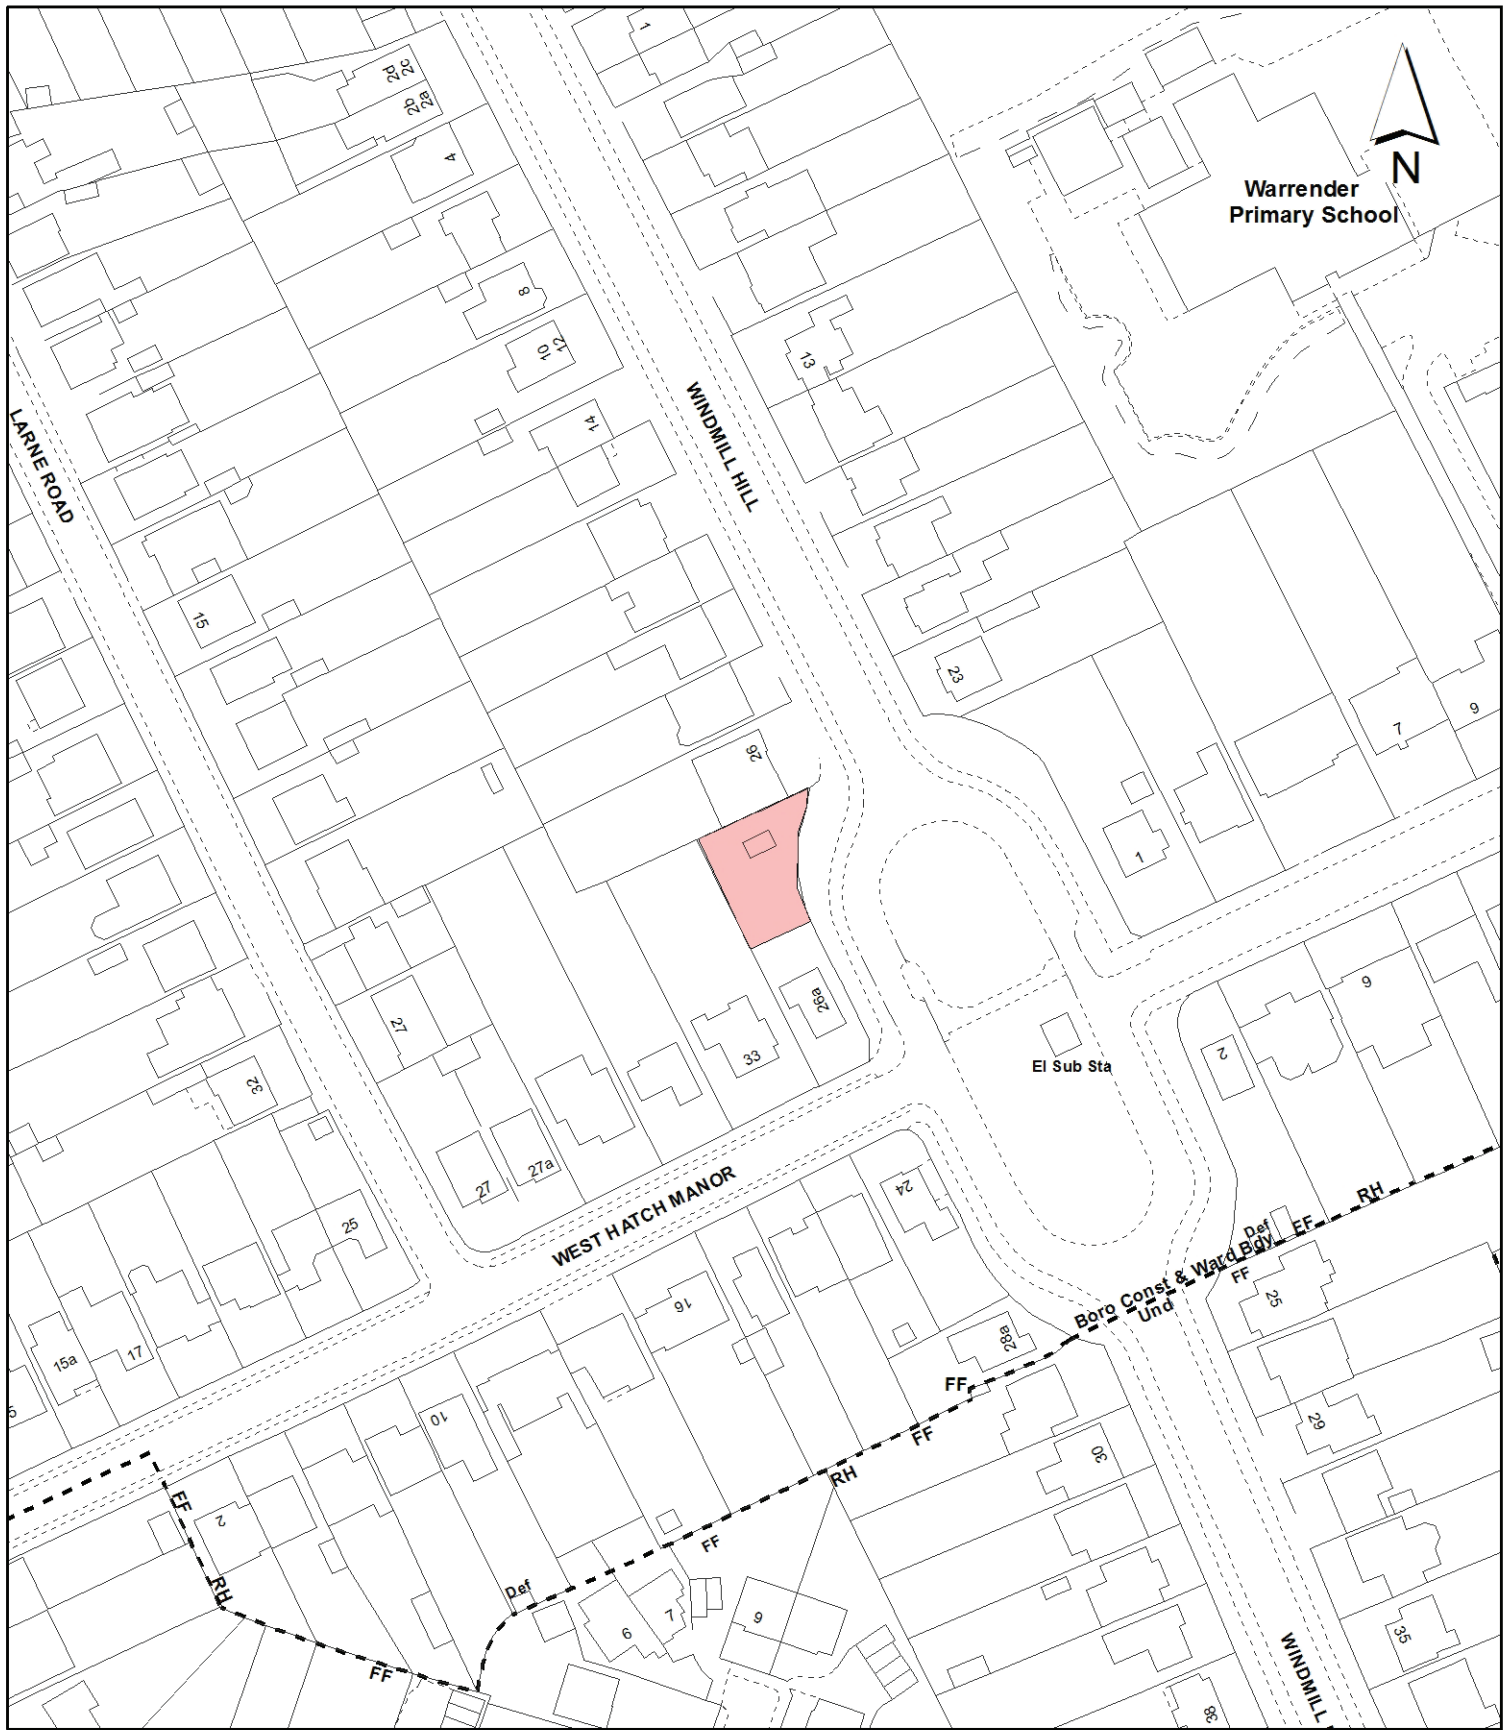 1
2d 2c
2b 2a
4
N
Warrender
Primary School
8
12
10
13
14
WINDMILL HILL
LARNE ROAD
15
23
7
9
26
1
27
26a
33
El Sub Sta
2
6
32
27
27a
24
WEST HATCH MANOR
25
RH
Def
FF
Boro Const & Ward Bdy
FF
Und
25
16
28a
15a
17
FF
5
10
29
FF
30
RH
FF
2
FF
RH
Def
6
7
9
35
WINDMILL
FF
38